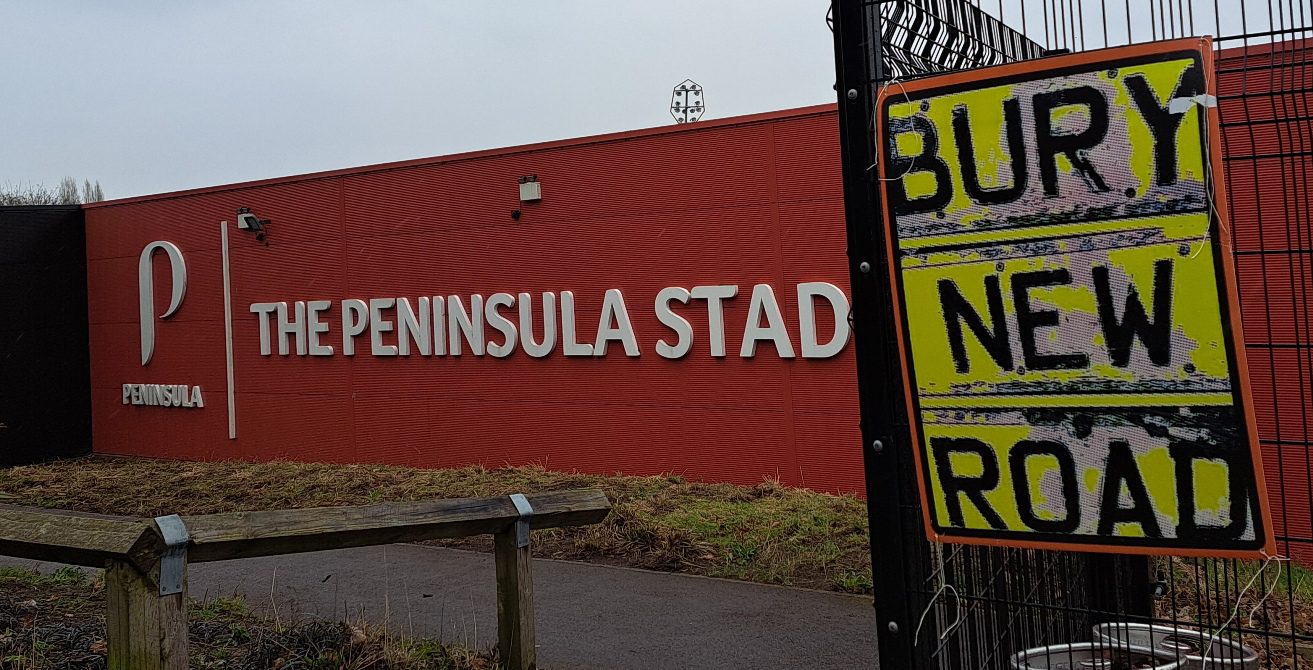 PENINSULA
THE PENINSULA STAD
BURY
NEW
ROAD